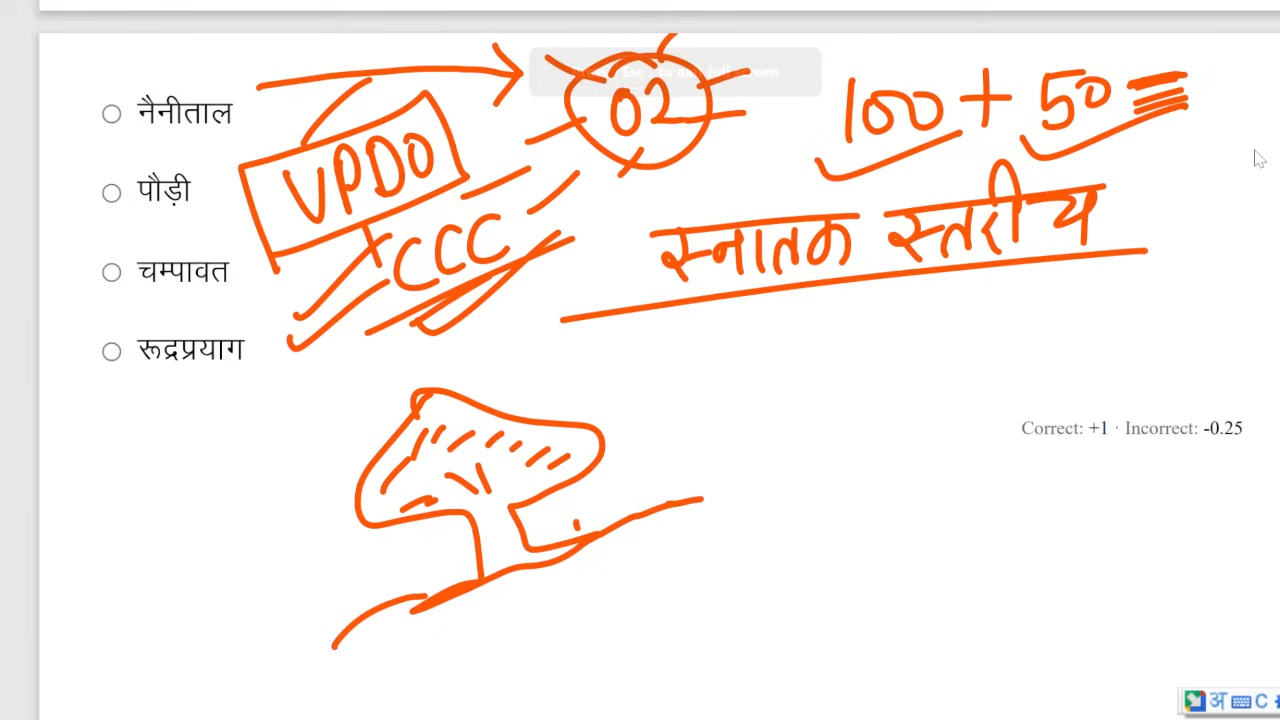 02
100 + 50
नैनीताल
VPDO
पौड़ी
CCC
स्नातक स्तरीय
चम्पावत
रूद्रप्रयाग
Correct: +1 · Incorrect: -0.25
अ